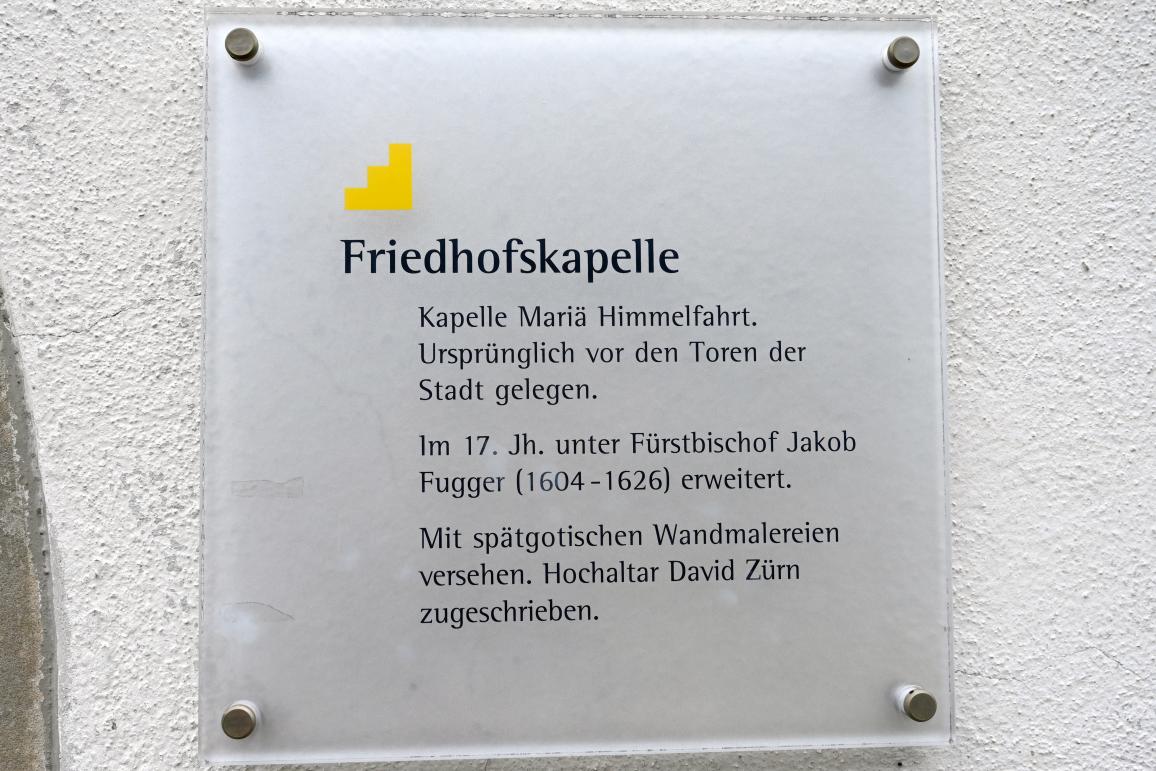 Friedhofskapelle
Kapelle Mariä Himmelfahrt.
Ursprünglich vor den Toren der
Stadt gelegen.
Im 17. Jh. unter Fürstbischof Jakob
Fugger (1604-1626) erweitert.
Mit spätgotischen Wandmalereien
versehen. Hochaltar David Zürn
zugeschrieben.